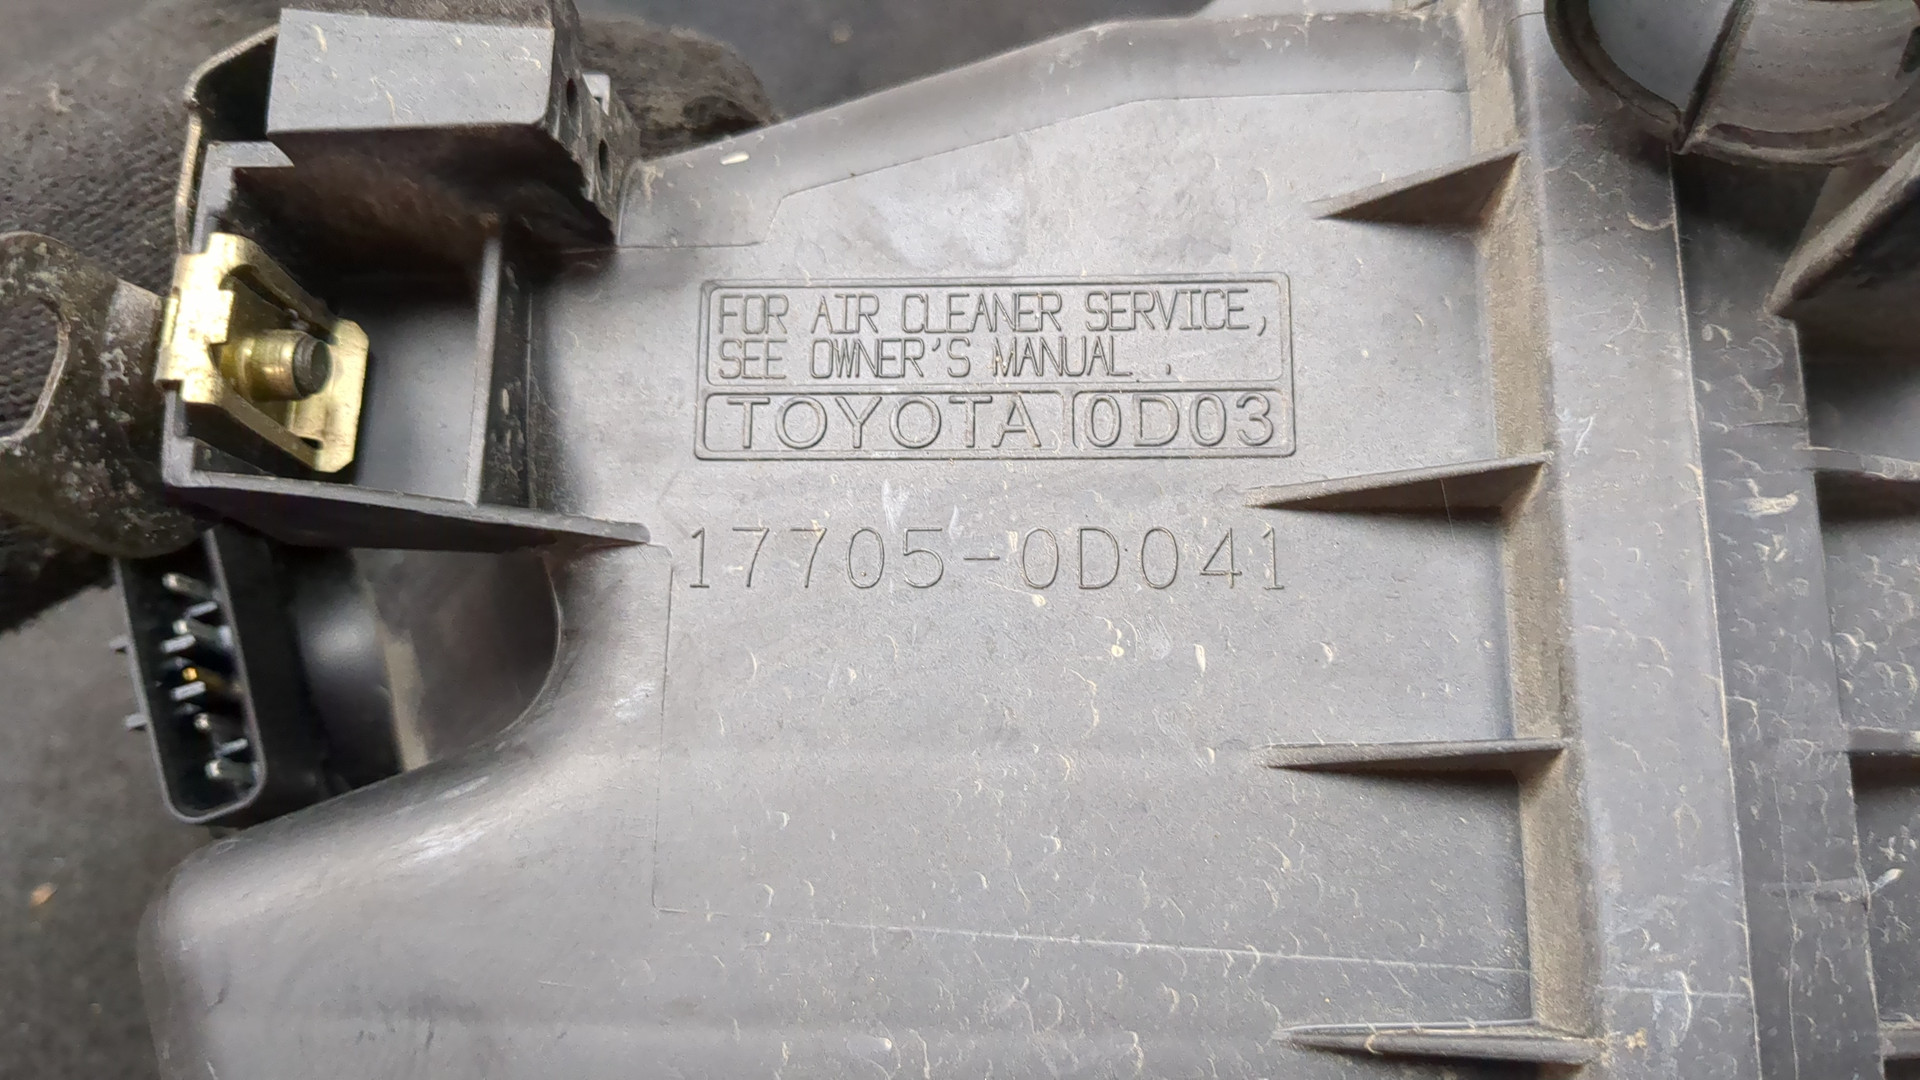 FOR AIR CLEANER SERVICE,
SEE OWNER'S MANUAL.
TOYOTA 0D03
17705-0D041